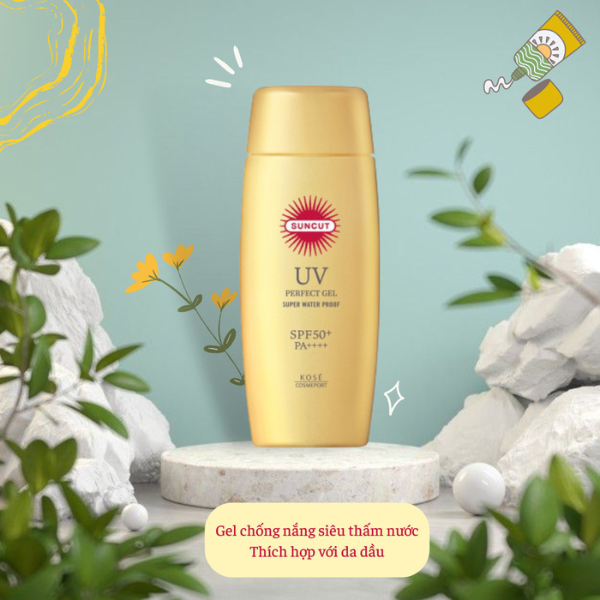 SUNCUT
UV
PERFECT GEL
SUPER WATER PROOF
SPF50+
PA++++
KOSÉ
COSMEPORT
Gel chống nắng siêu thấm nước
Thích hợp với da dầu